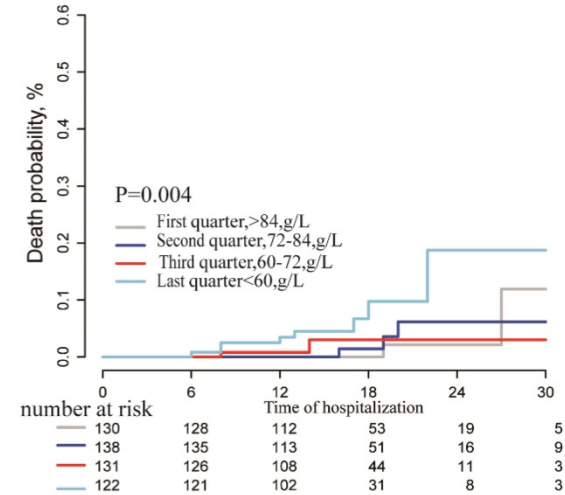 Death probability, %
0.6
0.5
0.4
0.3
0.2
0.1
0.0
P=0.004
First quarter,>84,g/L
Second quarter,72-84,g/L
Third quarter,60-72,g/L
Last quarter<60,g/L
0 6 12 18 24 30
number at risk Time of hospitalization
130 128 112 53 19 5
138 135 113 51 16 9
131 126 108 44 11 3
122 121 102 31 8 3